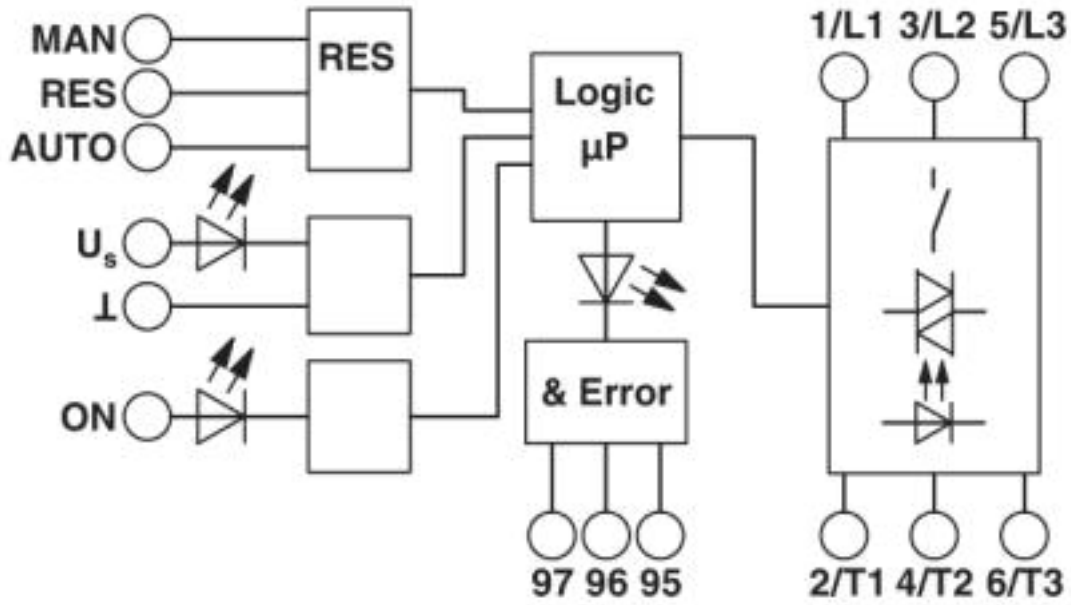 MAN
RES
AUTO
RES
Us
⊥
ON
Logic
µP
& Error
97 96 95
1/L1 3/L2 5/L3
2/T1 4/T2 6/T3